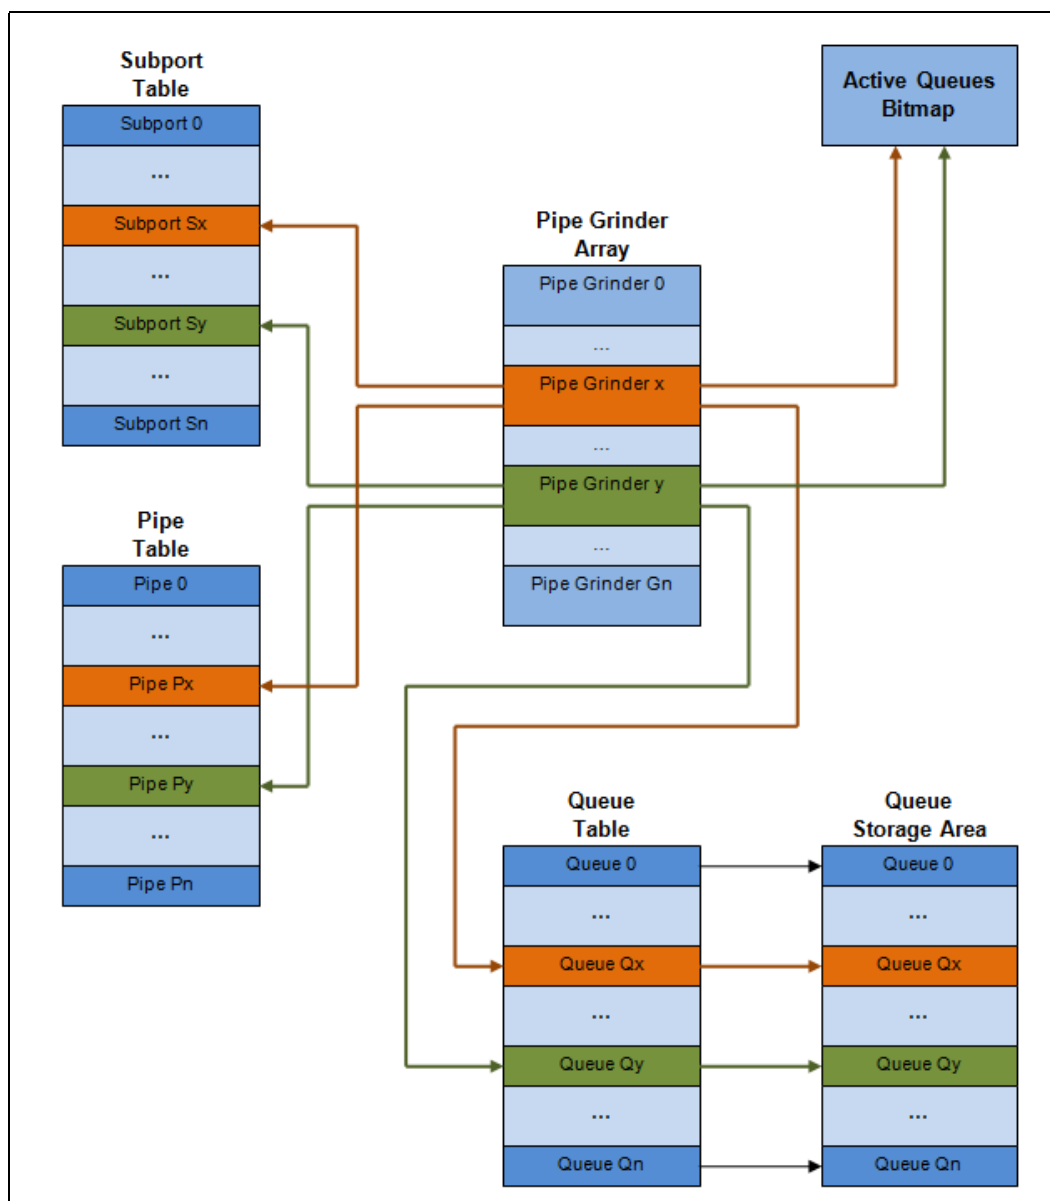 Subport
Table
Subport 0
...
Subport Sx
...
Subport Sy
...
Subport Sn
Active Queues
Bitmap
Pipe Grinder
Array
Pipe Grinder 0
...
Pipe Grinder x
...
Pipe Grinder y
...
Pipe Grinder Gn
Pipe
Table
Pipe 0
...
Pipe Px
...
Pipe Py
...
Pipe Pn
Queue
Table
Queue 0
...
Queue Qx
...
Queue Qy
...
Queue Qn
Queue
Storage Area
Queue 0
...
Queue Qx
...
Queue Qy
...
Queue Qn